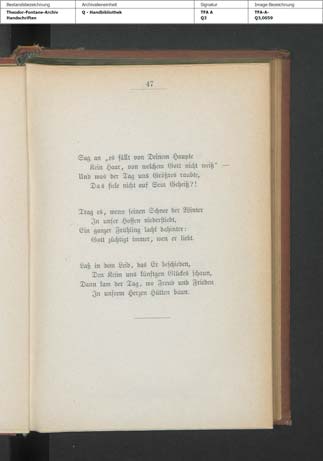 Bestandsbezeichnung
Theodor-Fontane-Archiv
Handschriften
Archivalieneinheit
Q - Handbibliothek
Signatur
TFA A
Q3
Image Bezeichnung
TFA-A-
Q3,0059
47
Sag an „es fällt von Deinem Haupte
Kein Haar, von welchem Gott nicht weiß“ —
Und was der Tag uns Größres raubte,
Das fiele nicht auf Sein Geheiß?!
Trag es, wenn seinen Schnee der Winter
In unser Hoffen niederstiebt,
Ein ganzer Frühling lacht dahinter:
Gott züchtigt immer, wen er liebt.
Laß in dem Leid, das Er beschieden,
Den Keim uns künftigen Glückes schaun,
Dann kam der Tag, wo Freud und Frieden
In unsrem Herzen Hütten baun.